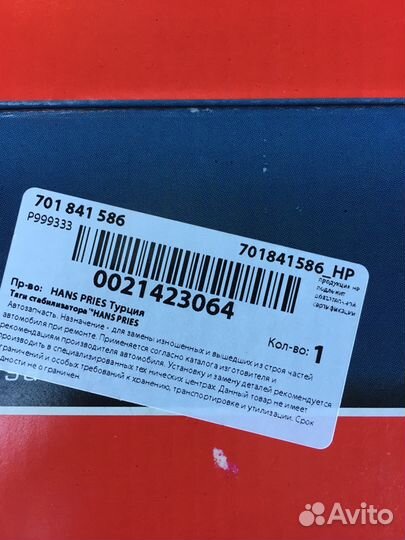 701 841 586
P999333
701841586_HP
продукция не
подлежит
обязательной
сертификации
0021423064
Пр-во: HANS PRIES Турция
Кол-во: 1
Тяги стабилизатора "HANS PRIES
Автозапчасть. Назначение - для замены изношенных и вышедших из строя частей
автомобиля при ремонте. Применяется согласно каталога изготовителя и
рекомендациям производителя автомобиля. Установку и замену деталей рекомендуется
производить в специализированных тех нических центрах. Данный товар не имеет
ограничений и особых требований к хранению, транспортировке и утилизации. Срок
дности не ограничен.
Avito